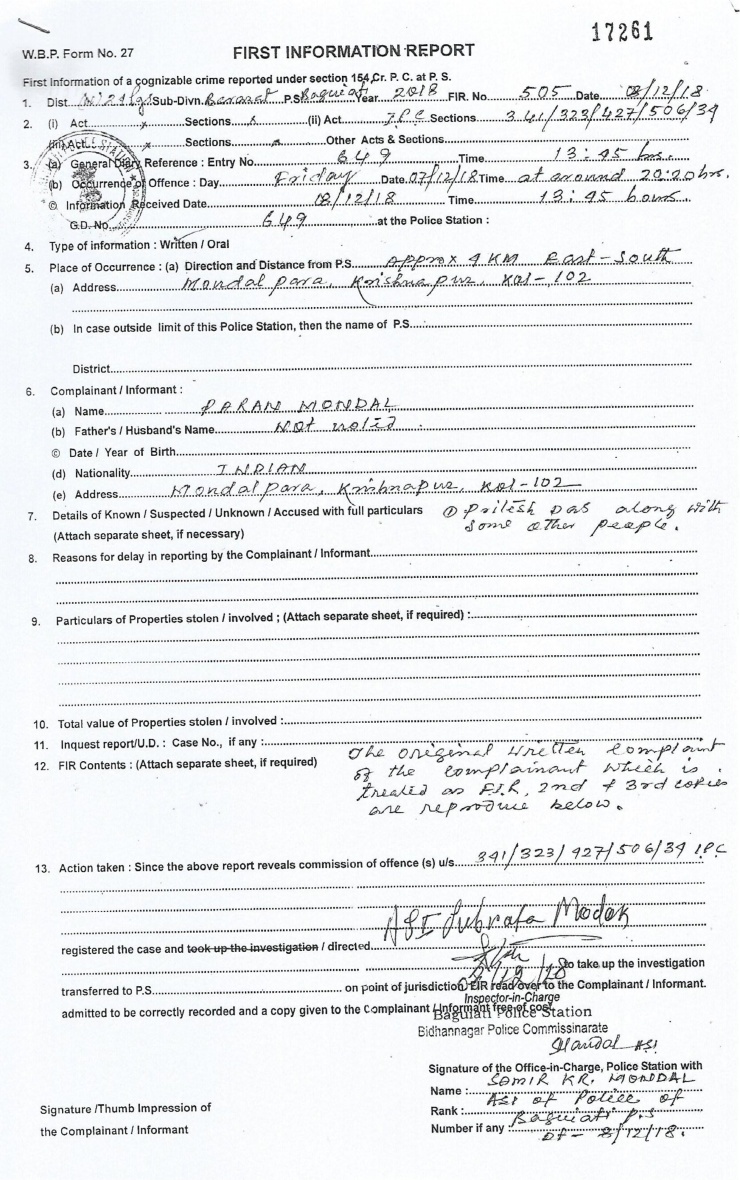 17261
W.B.P. Form No. 27
FIRST INFORMATION REPORT
First Information of a cognizable crime reported under section 154,Cr. P. C. at P. S.
1. Dist. N/24 Pgs Sub-Divn. Barasat P.S Baguiati Year 2018 FIR. No. 505 Date 08/12/18
2. (i) Act x Sections x (ii) Act I.P.C Sections 341/323/427/506/34
(iii) Act x Sections x Other Acts & Sections
3. (a) General Diary Reference : Entry No. 649 Time 13:45 hrs.
(b) Occurrence of Offence : Day Friday Date 07/12/18 Time at around 20:20 hrs.
© Information Received Date 08/12/18 13:45 hours
G.D. No. 649 at the Police Station :
4. Type of information : Written / Oral
5. Place of Occurrence : (a) Direction and Distance from P.S. Approx 4 KM East-South
(a) Address Mondal para, Krishnapur, Kol-102
(b) In case outside limit of this Police Station, then the name of P.S.
District
6. Complainant / Informant :
(a) Name PARAN MONDAL
(b) Father's / Husband's Name Not noted
© Date / Year of Birth
(d) Nationality INDIAN
(e) Address Mondal para, Krishnapur, Kol-102
7. Details of Known / Suspected / Unknown / Accused with full particulars ① Pritesh Das along with
(Attach separate sheet, if necessary) some other people.
8. Reasons for delay in reporting by the Complainant / Informant
9. Particulars of Properties stolen / involved ; (Attach separate sheet, if required) :
10. Total value of Properties stolen / involved :
11. Inquest report/U.D. : Case No., if any :
12. FIR Contents : (Attach separate sheet, if required) The original written complaint
of the complainant which is
treated as F.I.R, 2nd & 3rd copies
are reproduce below.
13. Action taken : Since the above report reveals commission of offence (s) u/s 341/323/427/506/34 IPC
registered the case and took up the investigation / directed ASI Subrata Modak
to take up the investigation
8/12/18
transferred to P.S. on point of jurisdiction FIR read over to the Complainant / Informant.
Inspector-in-Charge
admitted to be correctly recorded and a copy given to the Complainant / Informant free of cost
Baguiati Police Station
Bidhannagar Police Commissinarate
Mandal ASI
Signature of the Office-in-Charge, Police Station with
Name : SAMIR KR. MONDAL
Rank : ASI of Police of
Number if any : Baguiati P.S
Dt- 8/12/18.
Signature /Thumb Impression of
the Complainant / Informant